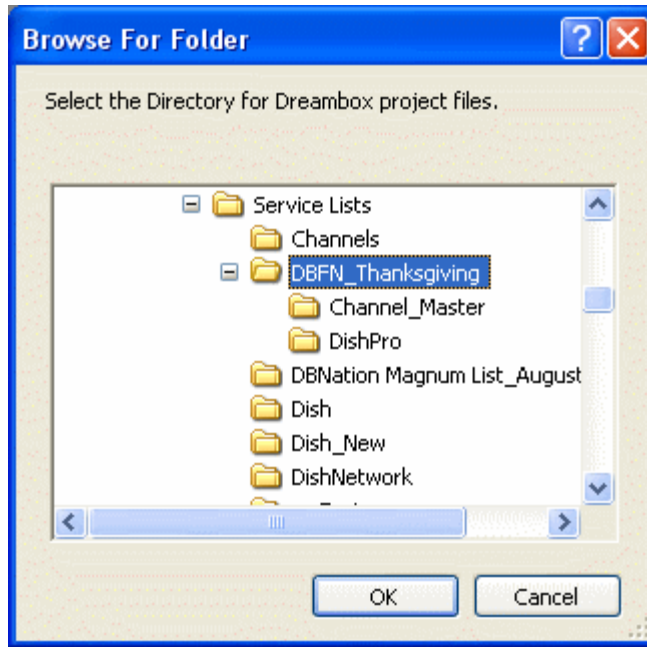 Browse For Folder
Select the Directory for Dreambox project files.
Service Lists
Channels
DBFN_Thanksgiving
Channel_Master
DishPro
DBNation Magnum List_August
Dish
Dish_New
DishNetwork
OK Cancel